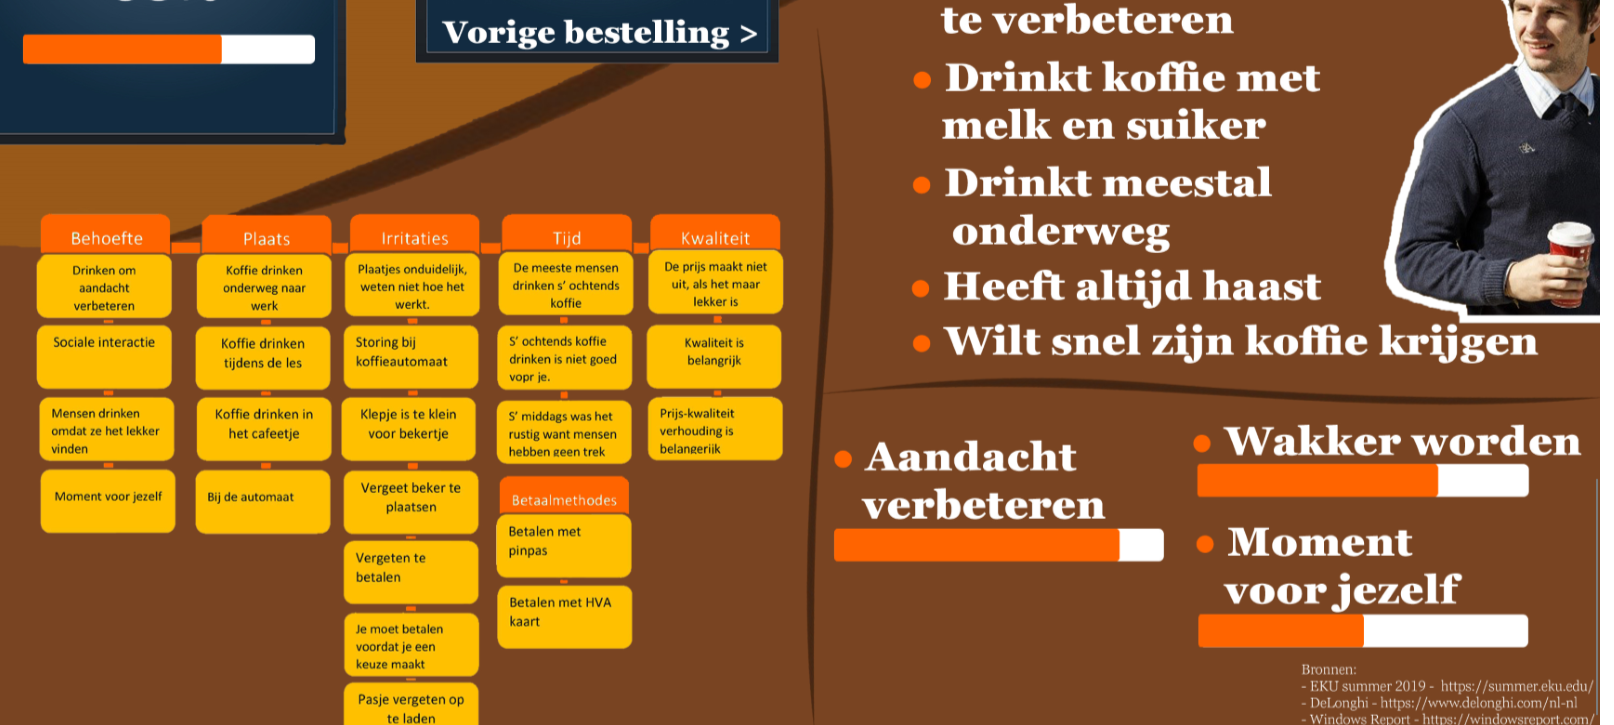 Vorige bestelling >
te verbeteren
Drinkt koffie met
melk en suiker
Drinkt meestal
onderweg
Heeft altijd haast
Wilt snel zijn koffie krijgen
Behoefte
Drinken om
aandacht
verbeteren
Sociale interactie
Mensen drinken
omdat ze het lekker
vinden
Moment voor jezelf
Plaats
Koffie drinken
onderweg naar
werk
Koffie drinken
tijdens de les
Koffie drinken in
het cafeetje
Bij de automaat
Irritaties
Plaatjes onduidelijk,
weten niet hoe het
werkt.
Storing bij
koffieautomaat
Klepje is te klein
voor bekertje
Vergeet beker te
plaatsen
Vergeten te
betalen
Je moet betalen
voordat je een
keuze maakt
Pasje vergeten op
te laden
Tijd
De meeste mensen
drinken s’ ochtends
koffie
S’ ochtends koffie
drinken is niet goed
vopr je.
S’ middags was het
rustig want mensen
hebben geen trek
Betaalmethodes
Betalen met
pinpas
Betalen met HVA
kaart
Kwaliteit
De prijs maakt niet
uit, als het maar
lekker is
Kwaliteit is
belangrijk
Prijs-kwaliteit
verhouding is
belangerijk
Aandacht
verbeteren
Wakker worden
Moment
voor jezelf
Bronnen:
- EKU summer 2019 - https://summer.eku.edu/
- DeLonghi - https://www.delonghi.com/nl-nl
- Windows Report - https://windowsreport.com/